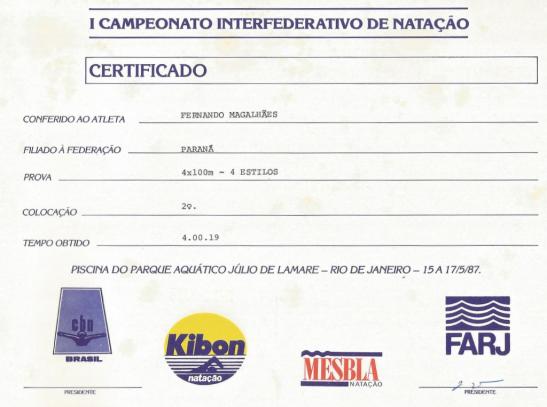 I CAMPEONATO INTERFEDERATIVO DE NATAÇÃO
CERTIFICADO
CONFERIDO AO ATLETA FERNANDO MAGALHÃES
FILIADO À FEDERAÇÃO PARANÁ
PROVA 4x100m - 4 ESTILOS
COLOCAÇÃO 2º.
TEMPO OBTIDO 4.00.19
PISCINA DO PARQUE AQUÁTICO JÚLIO DE LAMARE – RIO DE JANEIRO – 15 A 17/5/87.
cbn
BRASIL
Kibon
natação
MESBLA
NATAÇÃO
FARJ
PRESIDENTE
PRESIDENTE